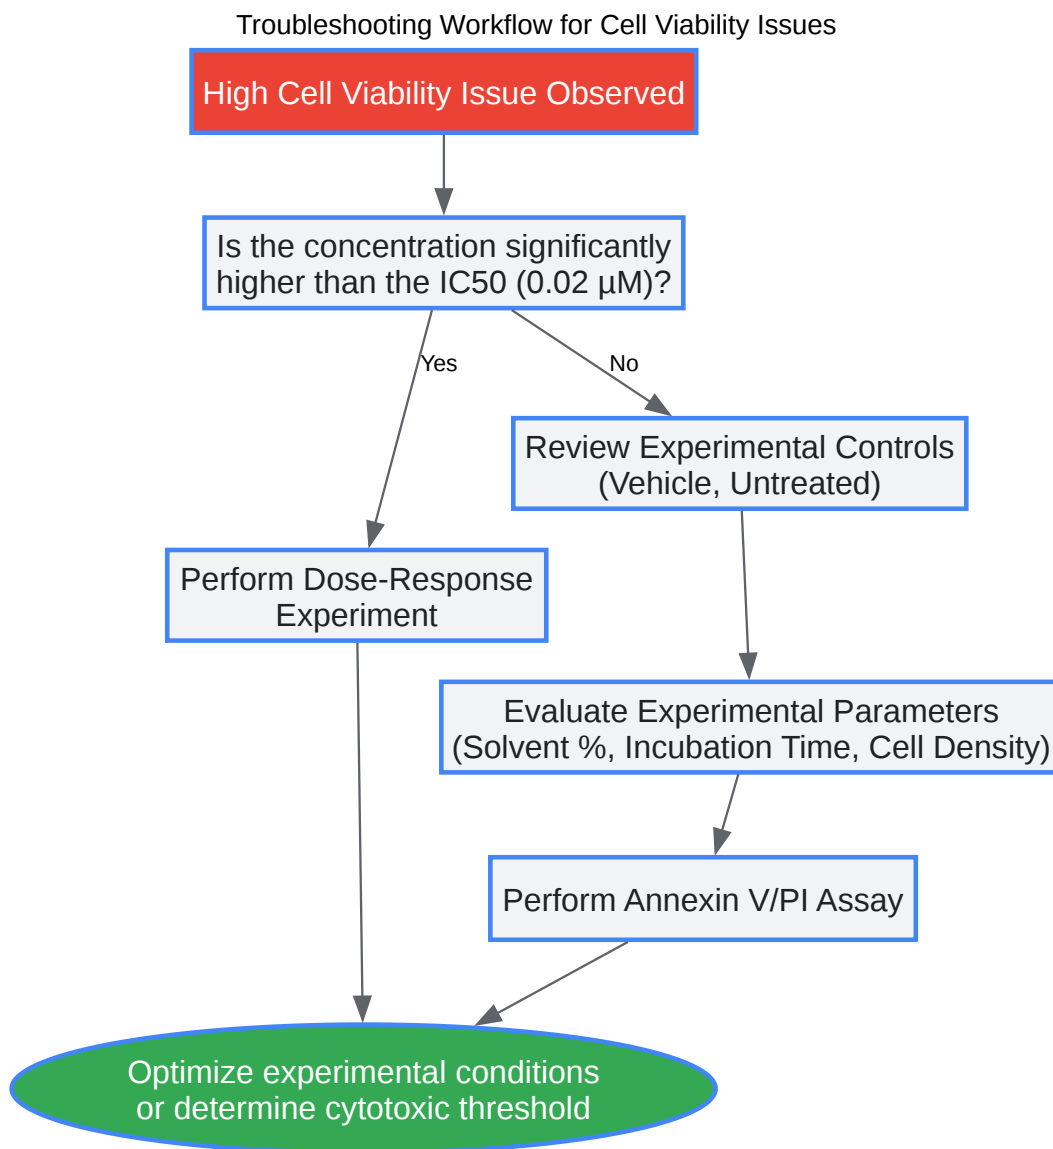 Troubleshooting Workflow for Cell Viability Issues
High Cell Viability Issue Observed
Is the concentration significantly
higher than the IC50 (0.02 µM)?
Yes
No
Review Experimental Controls
(Vehicle, Untreated)
Perform Dose-Response
Experiment
Evaluate Experimental Parameters
(Solvent %, Incubation Time, Cell Density)
Perform Annexin V/PI Assay
Optimize experimental conditions
or determine cytotoxic threshold